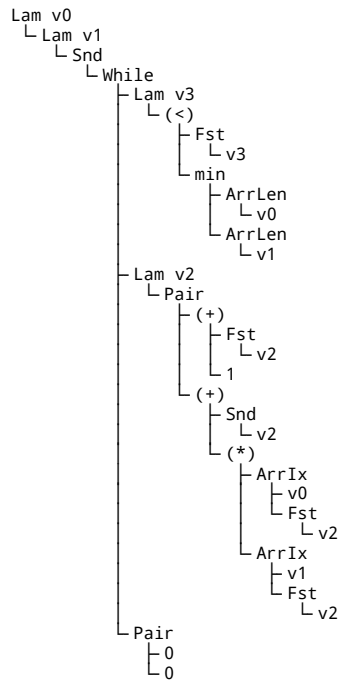 Lam v0
└ Lam v1
└ Snd
└ While
├ Lam v3
└ (<)
├ Fst
└ v3
└ min
├ ArrLen
└ v0
└ ArrLen
└ v1
├ Lam v2
└ Pair
├ (+)
├ Fst
└ v2
└ 1
└ (+)
├ Snd
└ v2
└ (*)
├ ArrIx
├ v0
└ Fst
└ v2
└ ArrIx
├ v1
└ Fst
└ v2
└ Pair
├ 0
└ 0